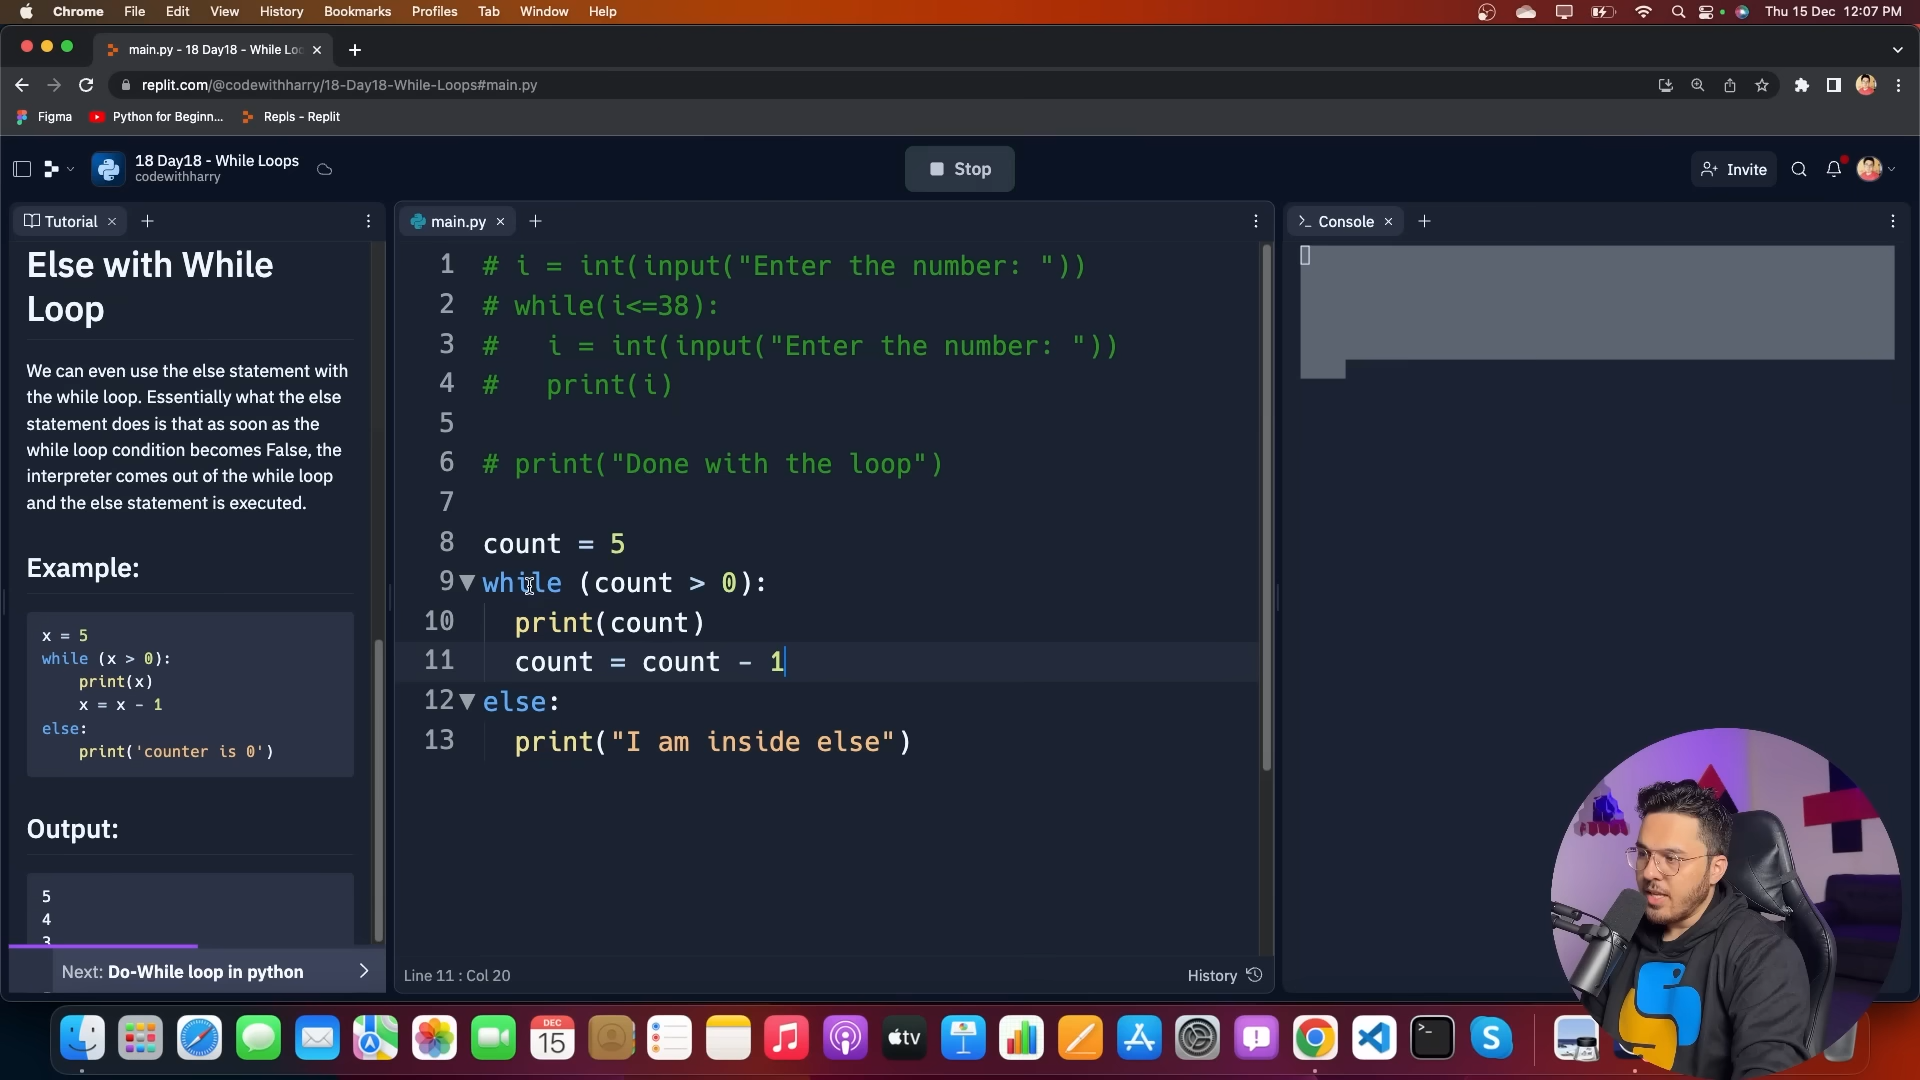 Chrome File Edit View History Bookmarks Profiles Tab Window Help Thu 15 Dec 12:07 PM
main.py - 18 Day18 - While Loo
replit.com/@codewithharry/18-Day18-While-Loops#main.py
Figma Python for Beginn... Repls - Replit
18 Day18 - While Loops
codewithharry
Stop
Invite
Tutorial
main.py
Console
Else with While
Loop
We can even use the else statement with
the while loop. Essentially what the else
statement does is that as soon as the
while loop condition becomes False, the
interpreter comes out of the while loop
and the else statement is executed.
Example:
x = 5
while (x > 0):
    print(x)
    x = x - 1
else:
    print('counter is 0')
Output:
5
4
3
Next: Do-While loop in python
1 # i = int(input("Enter the number: "))
2 # while(i<=38):
3 #   i = int(input("Enter the number: "))
4 #   print(i)
5
6 # print("Done with the loop")
7
8 count = 5
9 while (count > 0):
10   print(count)
11   count = count - 1
12 else:
13   print("I am inside else")
Line 11 : Col 20
History
DEC
15
tv